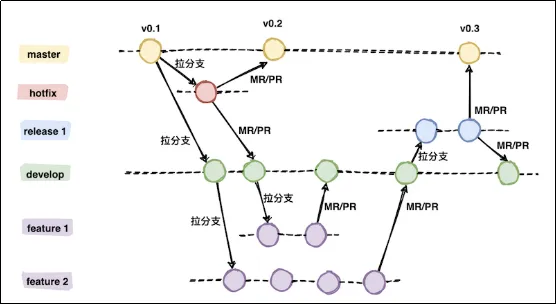 v0.1
v0.2
v0.3
master
拉分支
MR/PR
hotfix
MR/PR
release 1
拉分支
MR/PR
MR/PR
拉分支
develop
拉分支
MR/PR
MR/PR
拉分支
feature 1
feature 2